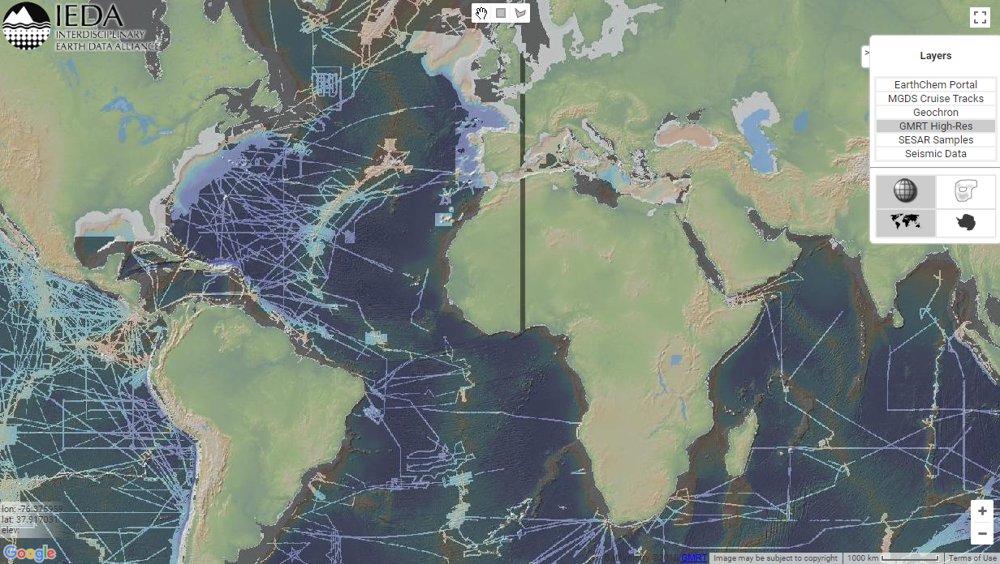 IEDA
INTERDISCIPLINARY
EARTH DATA ALLIANCE
>
Layers
EarthChem Portal
MGDS Cruise Tracks
Geochron
GMRT High-Res
SESAR Samples
Seismic Data
lon: -76.376959
lat: 37.917031
elev:
+
−
Google
GMRT
Image may be subject to copyright
1000 km
Terms of Use